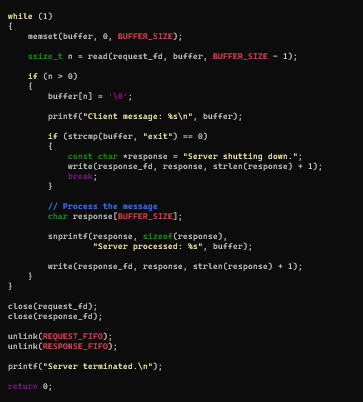 while (1)
{
    memset(buffer, 0, BUFFER_SIZE);

    ssize_t n = read(request_fd, buffer, BUFFER_SIZE - 1);

    if (n > 0)
    {
        buffer[n] = '\0';

        printf("Client message: %s\n", buffer);

        if (strcmp(buffer, "exit") == 0)
        {
            const char *response = "Server shutting down.";
            write(response_fd, response, strlen(response) + 1);
            break;
        }

        // Process the message
        char response[BUFFER_SIZE];

        snprintf(response, sizeof(response),
                 "Server processed: %s", buffer);

        write(response_fd, response, strlen(response) + 1);
    }
}

close(request_fd);
close(response_fd);

unlink(REQUEST_FIFO);
unlink(RESPONSE_FIFO);

printf("Server terminated.\n");

return 0;